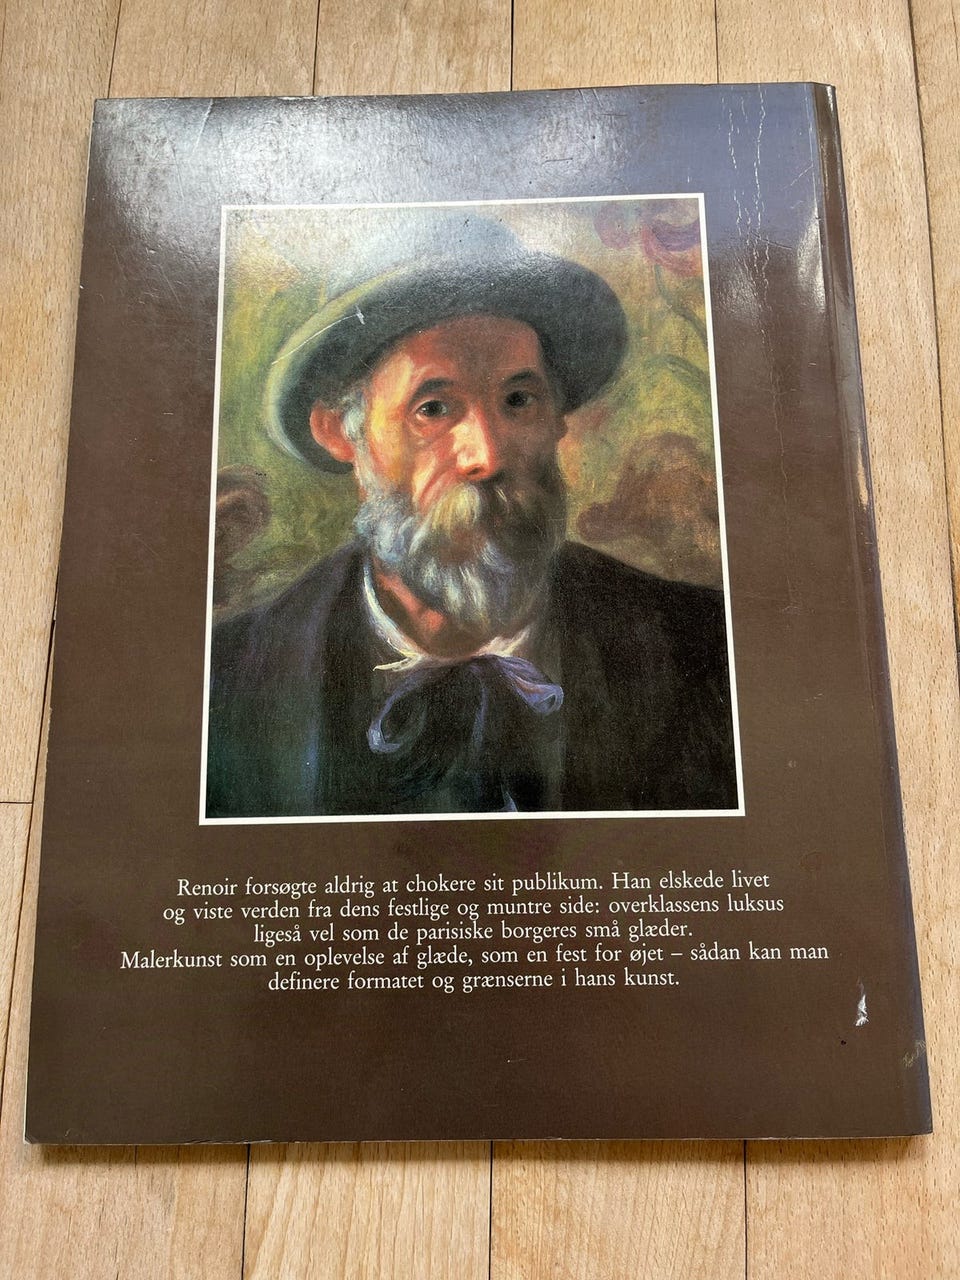 Renoir forsøgte aldrig at chokere sit publikum. Han elskede livet
og viste verden fra dens festlige og muntre side: overklassens luksus
ligeså vel som de parisiske borgeres små glæder.
Malerkunst som en oplevelse af glæde, som en fest for øjet – sådan kan man
definere formatet og grænserne i hans kunst.